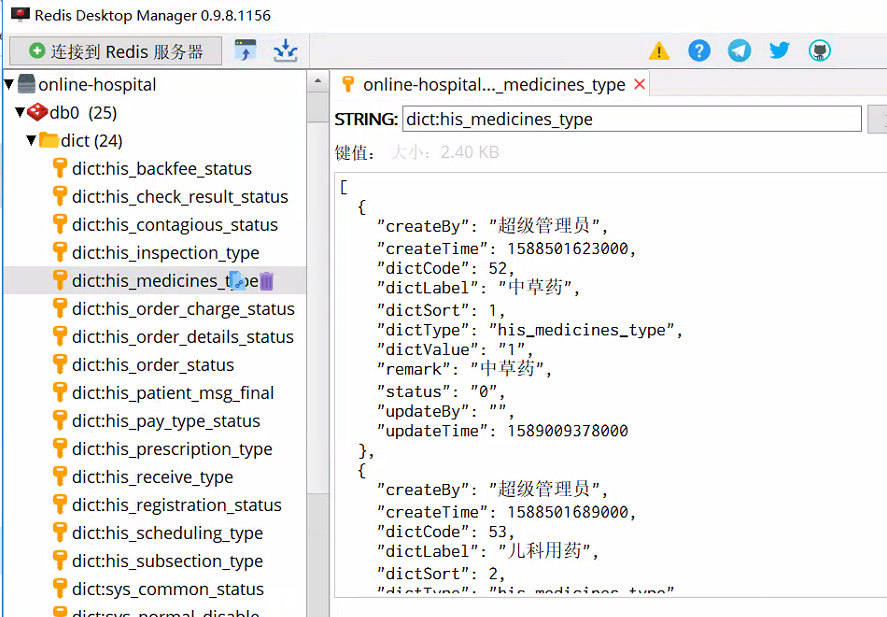 Redis Desktop Manager 0.9.8.1156
连接到 Redis 服务器
online-hospital
db0 (25)
dict (24)
dict:his_backfee_status
dict:his_check_result_status
dict:his_contagious_status
dict:his_inspection_type
dict:his_medicines_type
dict:his_order_charge_status
dict:his_order_details_status
dict:his_order_status
dict:his_patient_msg_final
dict:his_pay_type_status
dict:his_prescription_type
dict:his_receive_type
dict:his_registration_status
dict:his_scheduling_type
dict:his_subsection_type
dict:sys_common_status
dict:sys_normal_disable
online-hospital..._medicines_type
STRING: dict:his_medicines_type
键值: 大小: 2.40 KB
[
{
"createBy": "超级管理员",
"createTime": 1588501623000,
"dictCode": 52,
"dictLabel": "中草药",
"dictSort": 1,
"dictType": "his_medicines_type",
"dictValue": "1",
"remark": "中草药",
"status": "0",
"updateBy": "",
"updateTime": 1589009378000
},
{
"createBy": "超级管理员",
"createTime": 1588501689000,
"dictCode": 53,
"dictLabel": "儿科用药",
"dictSort": 2,
"dictType": "his_medicines_type"